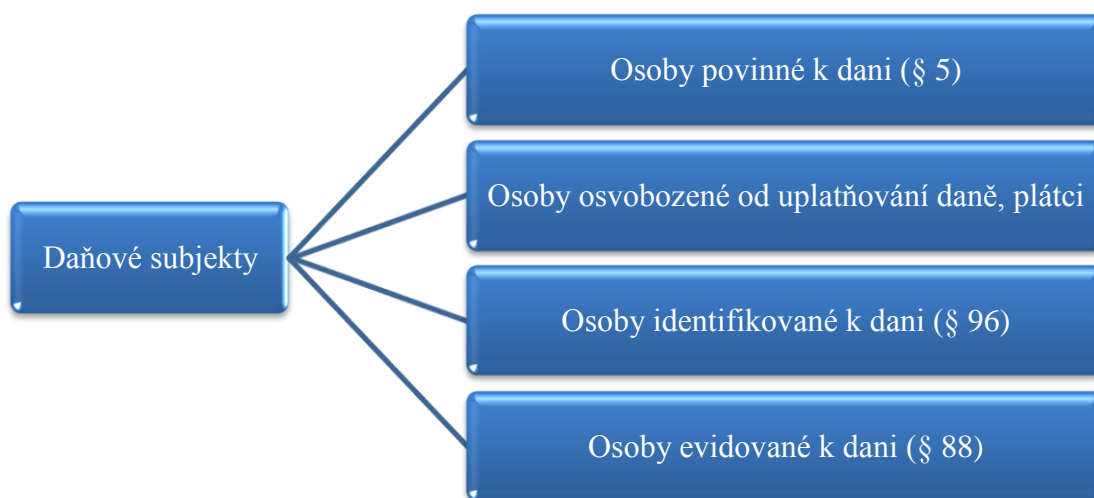 Daňové subjekty
Osoby povinné k dani (§ 5)
Osoby osvobozené od uplatňování daně, plátci
Osoby identifikované k dani (§ 96)
Osoby evidované k dani (§ 88)